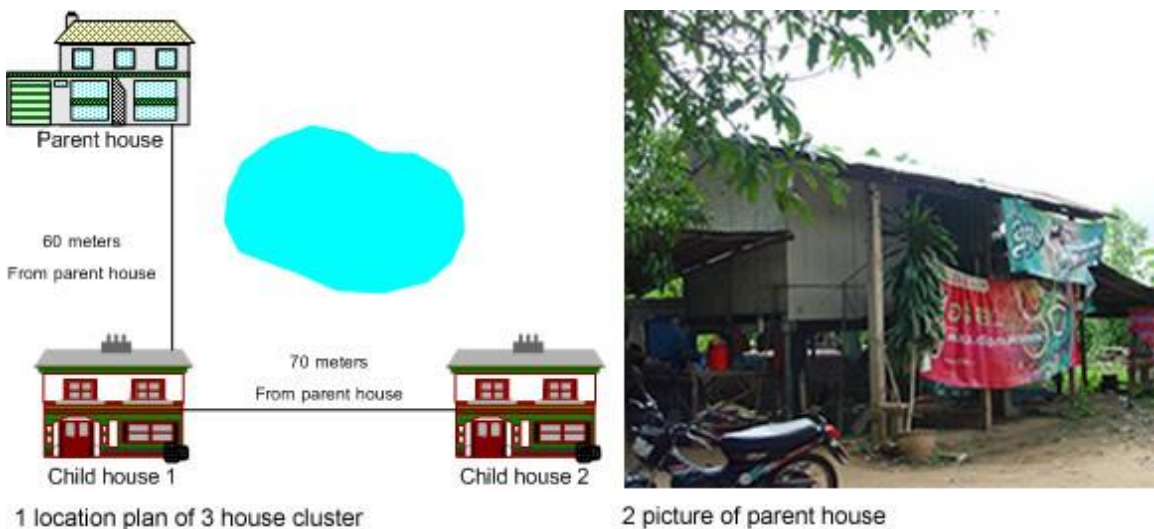 Parent house
60 meters
From parent house
70 meters
From parent house
Child house 1
Child house 2
1 location plan of 3 house cluster
2 picture of parent house